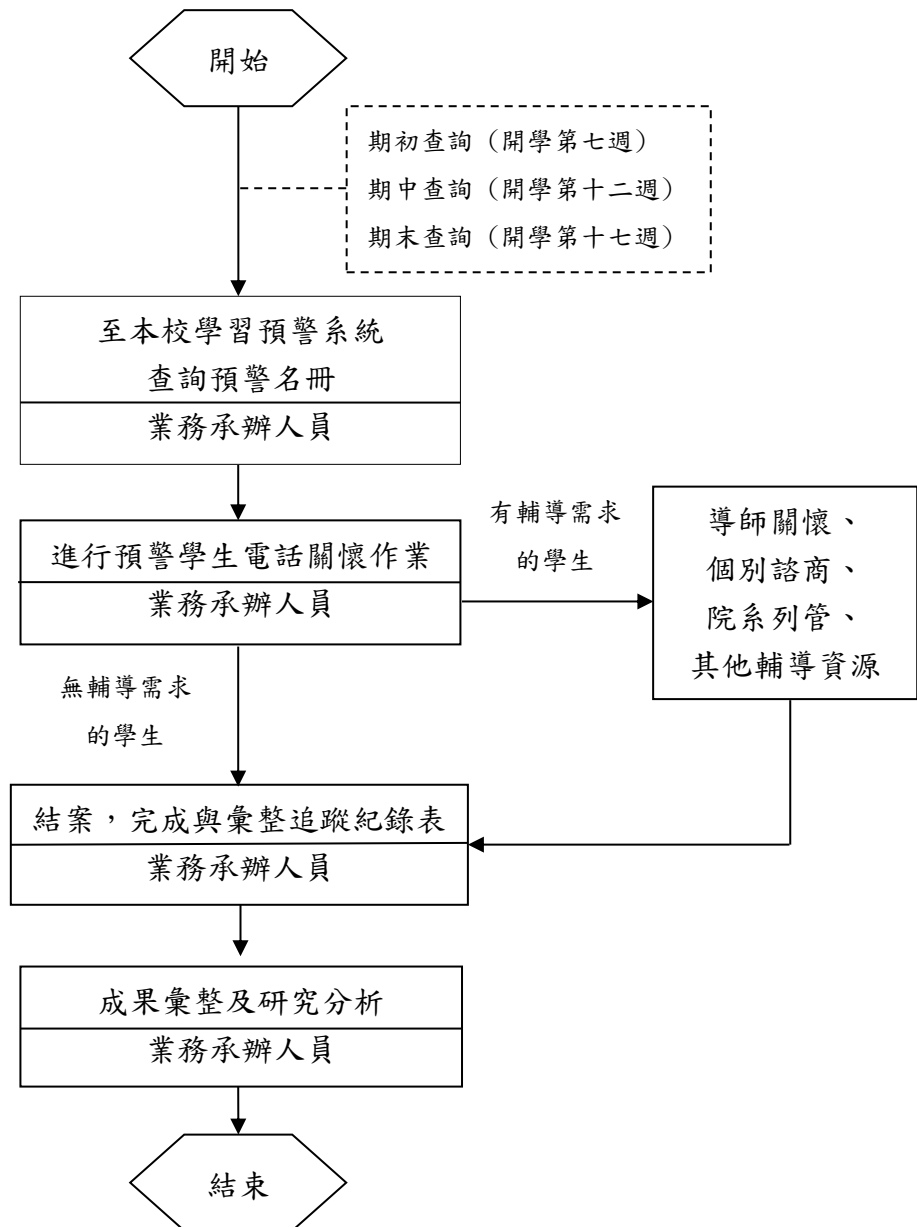 開始
期初查詢（開學第七週）
期中查詢（開學第十二週）
期末查詢（開學第十七週）
至本校學習預警系統
查詢預警名冊
業務承辦人員
進行預警學生電話關懷作業
業務承辦人員
有輔導需求
的學生
導師關懷、
個別諮商、
院系列管、
其他輔導資源
無輔導需求
的學生
結案，完成與彙整追蹤紀錄表
業務承辦人員
成果彙整及研究分析
業務承辦人員
結束